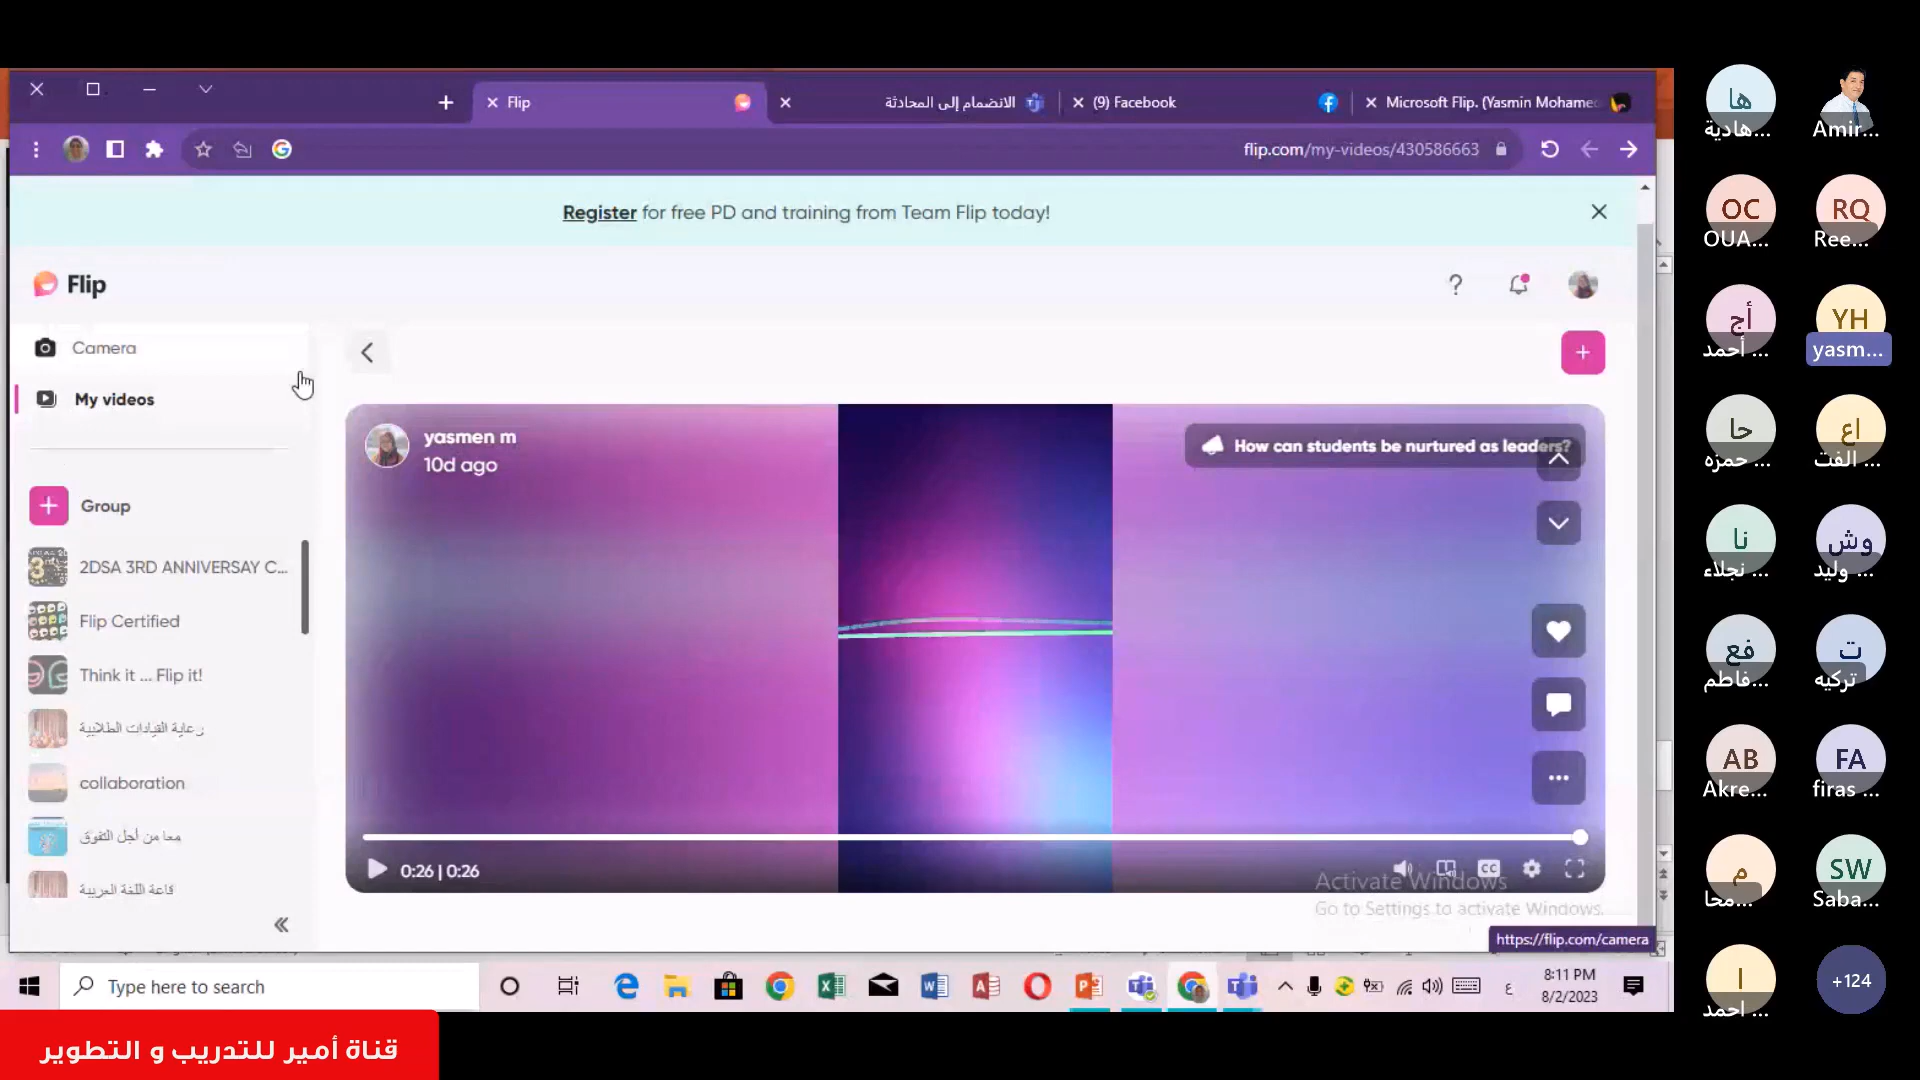 Flip
الانضمام إلى المحادثة
(9) Facebook
Microsoft Flip. (Yasmin Mohamed
flip.com/my-videos/430586663
Register for free PD and training from Team Flip today!
Flip
?
Camera
My videos
Group
2DSA 3RD ANNIVERSAY C...
Flip Certified
Think it ... Flip it!
رعاية القيادات الطلابية
collaboration
معا من أجل التفوق
قاعة اللغة العربية
yasmen m
10d ago
How can students be nurtured as leaders?
0:26 | 0:26
CC
Activate Windows
Go to Settings to activate Windows.
https://flip.com/camera
Type here to search
ع
8:11 PM
8/2/2023
قناة أمير للتدريب و التطوير
ها
هادية...
Amir...
OC
OUA...
RQ
Ree...
أج
أحمد ...
YH
yasm...
حا
حمزه ...
اع
الفت ...
نا
نجلاء ...
وش
وليد ...
فع
فاطم...
ت
تركيه
AB
Akre...
FA
firas ...
م
محا...
SW
Saba...
ا
احمد ...
+124